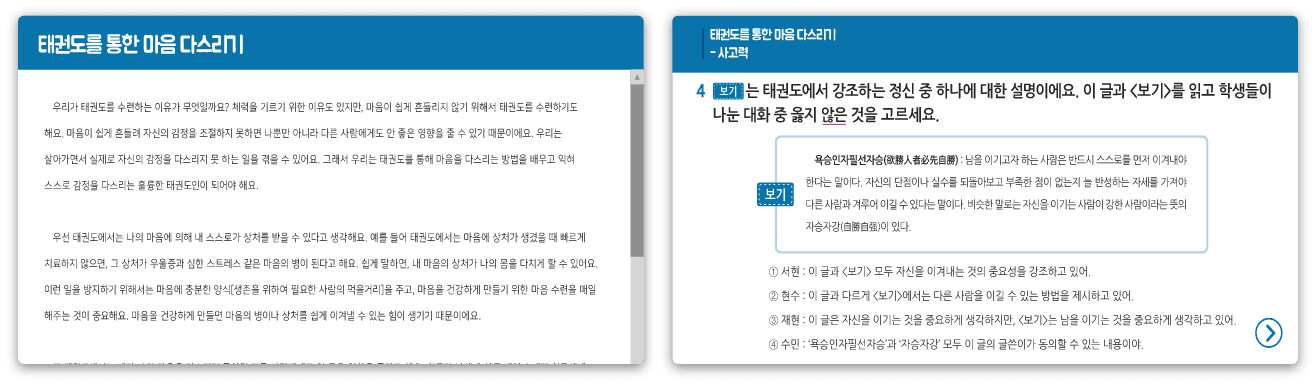 태권도를 통한 마음 다스리기
우리가 태권도를 수련하는 이유가 무엇일까요? 체력을 기르기 위한 이유도 있지만, 마음이 쉽게 흔들리지 않기 위해서 태권도를 수련하기도
해요. 마음이 쉽게 흔들려 자신의 감정을 조절하지 못하면 나뿐만 아니라 다른 사람에게도 안 좋은 영향을 줄 수 있기 때문이에요. 우리는
살아가면서 실제로 자신의 감정을 다스리지 못 하는 일을 겪을 수 있어요. 그래서 우리는 태권도를 통해 마음을 다스리는 방법을 배우고 익혀
스스로 감정을 다스리는 훌륭한 태권도인이 되어야 해요.
우선 태권도에서는 나의 마음에 의해 내 스스로가 상처를 받을 수 있다고 생각해요. 예를 들어 태권도에서는 마음에 상처가 생겼을 때 빠르게
치료하지 않으면, 그 상처가 우울증과 심한 스트레스 같은 마음의 병이 된다고 해요. 쉽게 말하면, 내 마음의 상처가 나의 몸을 다치게 할 수 있어요.
이런 일을 방지하기 위해서는 마음에 충분한 양식[생존을 위하여 필요한 사람의 먹을거리]을 주고, 마음을 건강하게 만들기 위한 마음 수련을 매일
해주는 것이 중요해요. 마음을 건강하게 만들면 마음의 병이나 상처를 쉽게 이겨낼 수 있는 힘이 생기기 때문이에요.
태권도를 통한 마음 다스리기
- 사고력
4 보기 는 태권도에서 강조하는 정신 중 하나에 대한 설명이에요. 이 글과 <보기>를 읽고 학생들이
나눈 대화 중 옳지 않은 것을 고르세요.
보기
욕승인자필선자승(欲勝人者必先自勝) : 남을 이기고자 하는 사람은 반드시 스스로를 먼저 이겨내야
한다는 말이다. 자신의 단점이나 실수를 되돌아보고 부족한 점이 없는지 늘 반성하는 자세를 가져야
다른 사람과 겨루어 이길 수 있다는 말이다. 비슷한 말로는 자신을 이기는 사람이 강한 사람이라는 뜻의
자승자강(自勝自强)이 있다.
① 서현 : 이 글과 <보기> 모두 자신을 이겨내는 것의 중요성을 강조하고 있어.
② 현수 : 이 글과 다르게 <보기>에서는 다른 사람을 이길 수 있는 방법을 제시하고 있어.
③ 재현 : 이 글은 자신을 이기는 것을 중요하게 생각하지만, <보기>는 남을 이기는 것을 중요하게 생각하고 있어.
④ 수민 : '욕승인자필선자승'과 '자승자강' 모두 이 글의 글쓴이가 동의할 수 있는 내용이야.